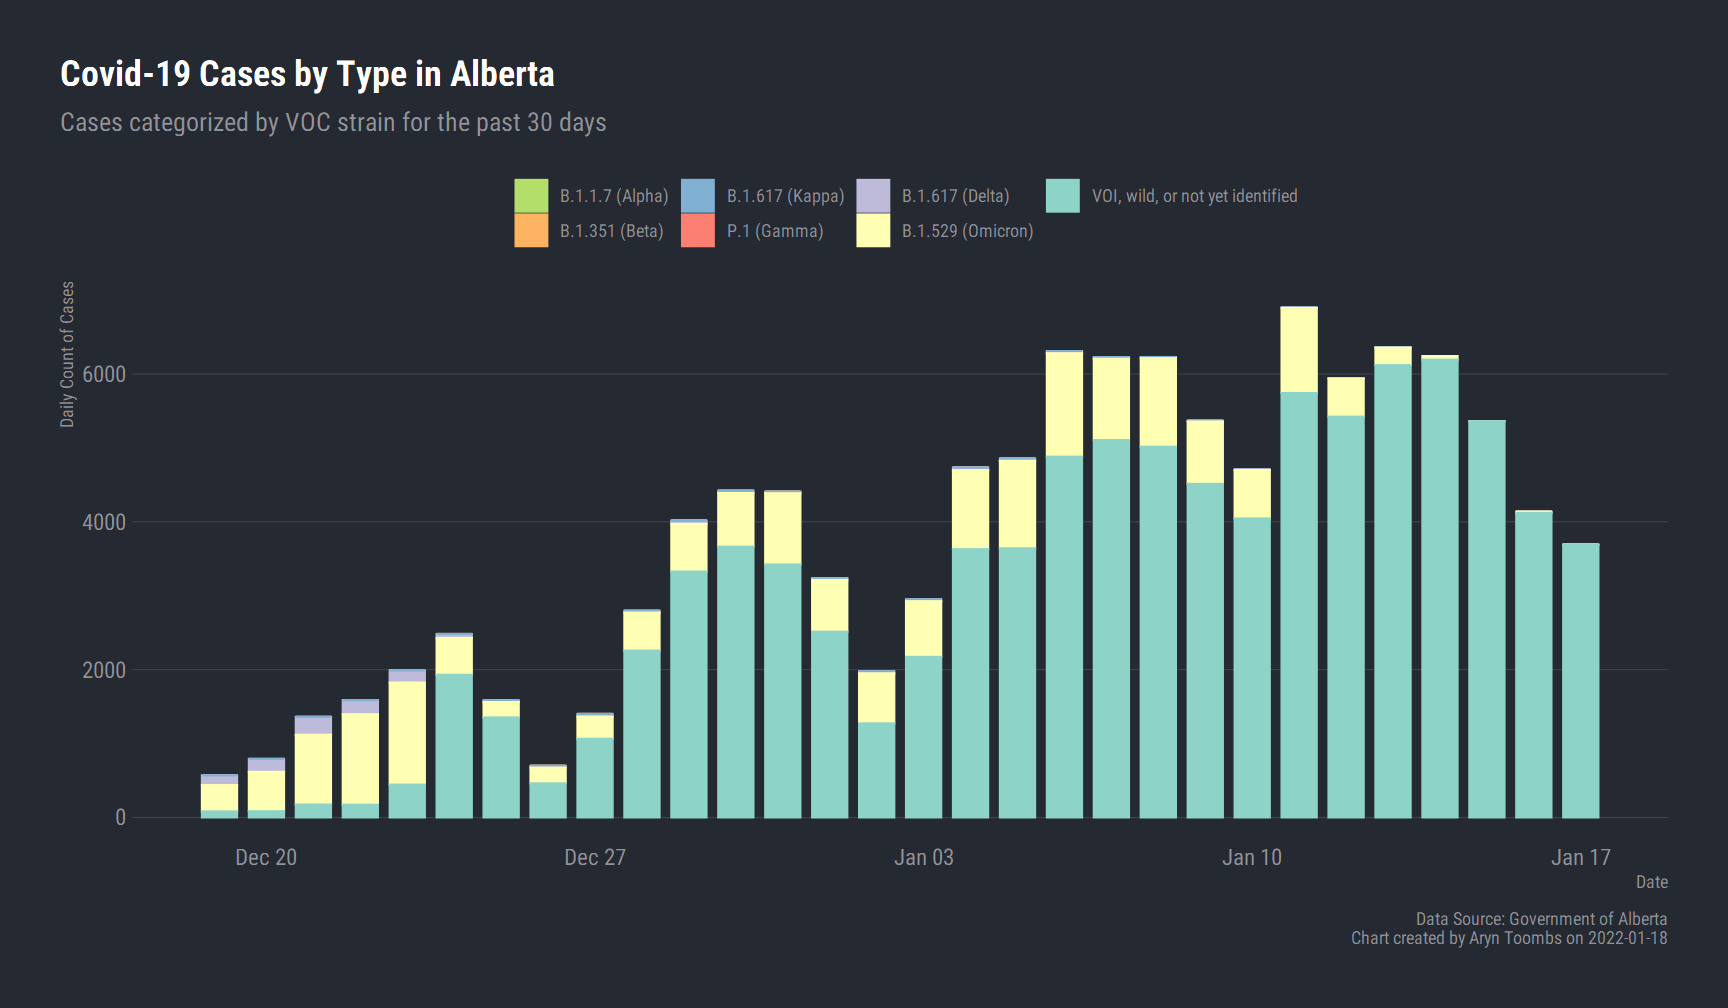 Covid-19 Cases by Type in Alberta
Cases categorized by VOC strain for the past 30 days
B.1.1.7 (Alpha) B.1.617 (Kappa) B.1.617 (Delta) VOI, wild, or not yet identified
B.1.351 (Beta) P.1 (Gamma) B.1.529 (Omicron)
Daily Count of Cases
6000
4000
2000
0
Dec 20 Dec 27 Jan 03 Jan 10 Jan 17
Date
Data Source: Government of Alberta
Chart created by Aryn Toombs on 2022-01-18